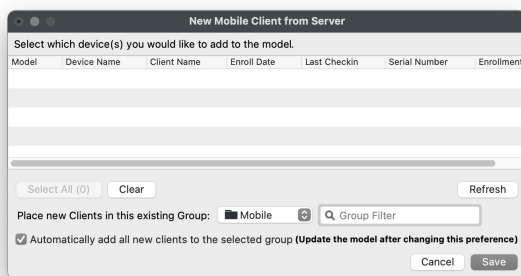 New Mobile Client from Server
Select which device(s) you would like to add to the model.
Model Device Name Client Name Enroll Date Last Checkin Serial Number Enrollment
Select All (0) Clear Refresh
Place new Clients in this existing Group: Mobile Group Filter
Automatically add all new clients to the selected group (Update the model after changing this preference)
Cancel Save